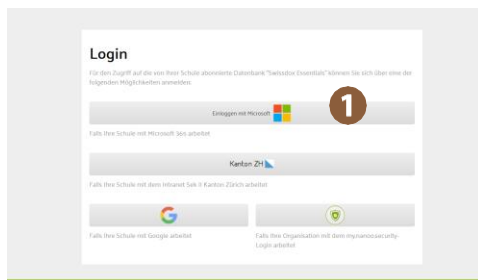 Login
Für den Zugriff auf die von Ihrer Schule abonnierte Datenbank "Swissdox Essentials" können Sie sich über eine der
folgenden Möglichkeiten anmelden.
Einloggen mit Microsoft
1
Falls Ihre Schule mit Microsoft 365 arbeitet
Kanton ZH
Falls Ihre Schule mit dem Intranet Sek II Kanton Zürich arbeitet
Falls Ihre Schule mit Google arbeitet
Falls Ihre Organisation mit dem mynanoosecurity-
Login arbeitet